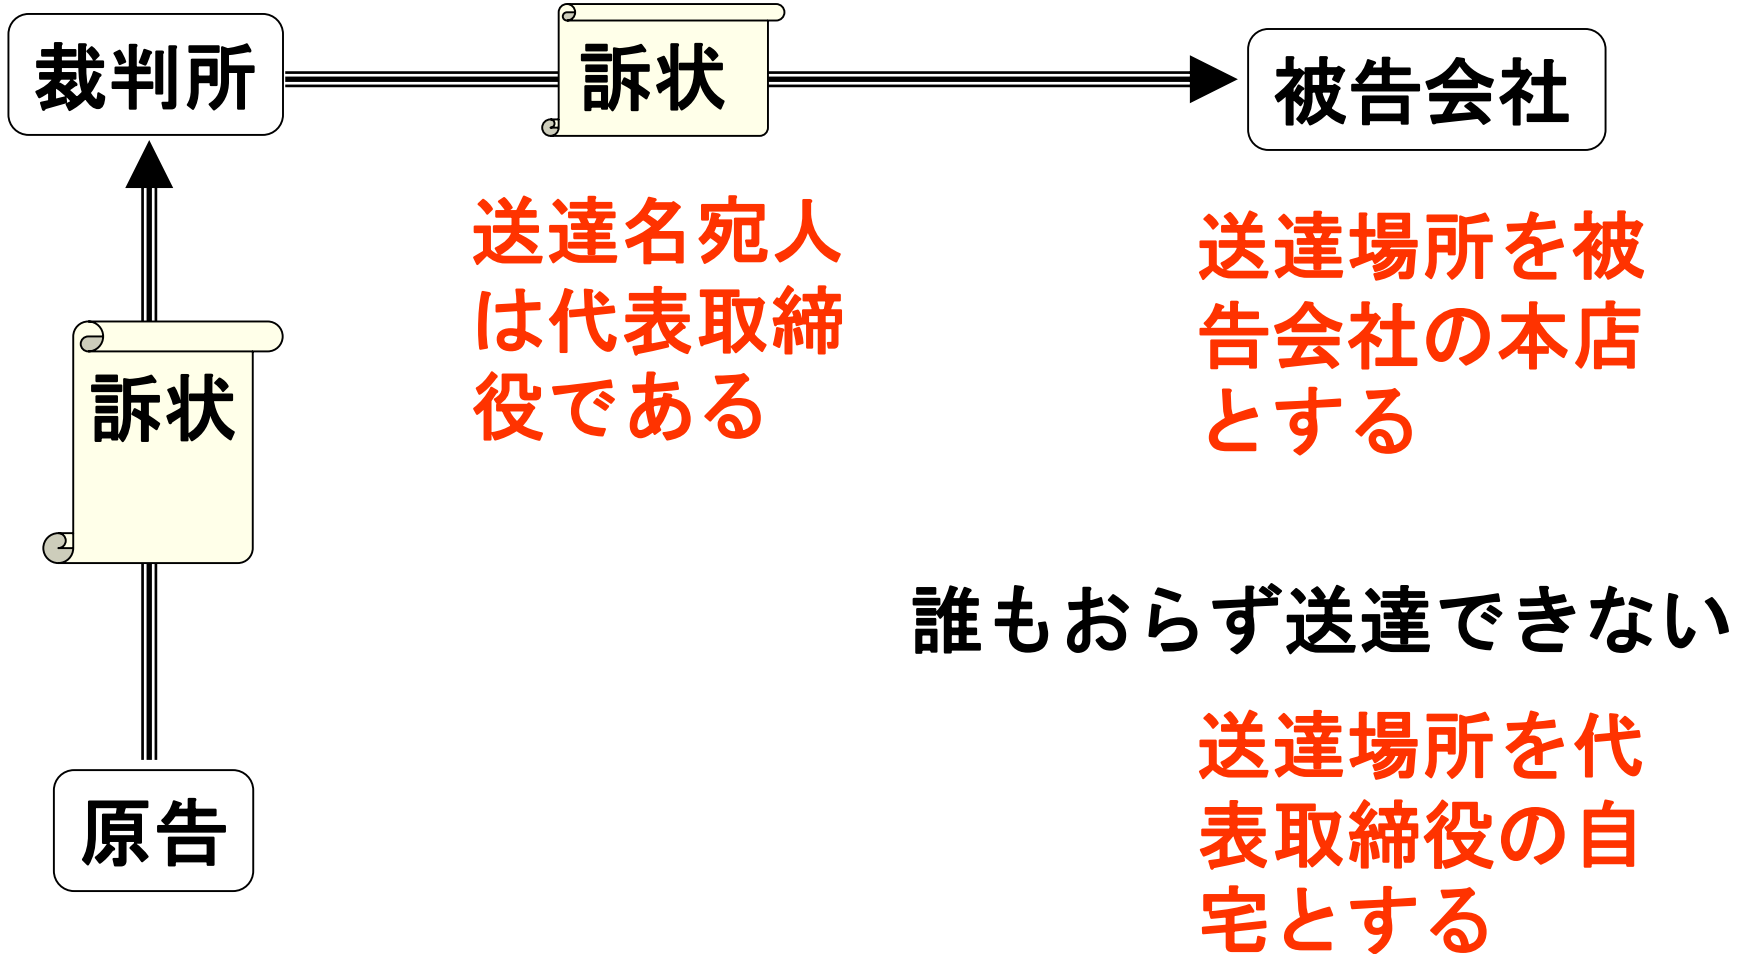 裁判所
訴状
被告会社
送達名宛人
は代表取締
役である
送達場所を被
告会社の本店
とする
訴状
誰もおらず送達できない
送達場所を代
表取締役の自
宅とする
原告